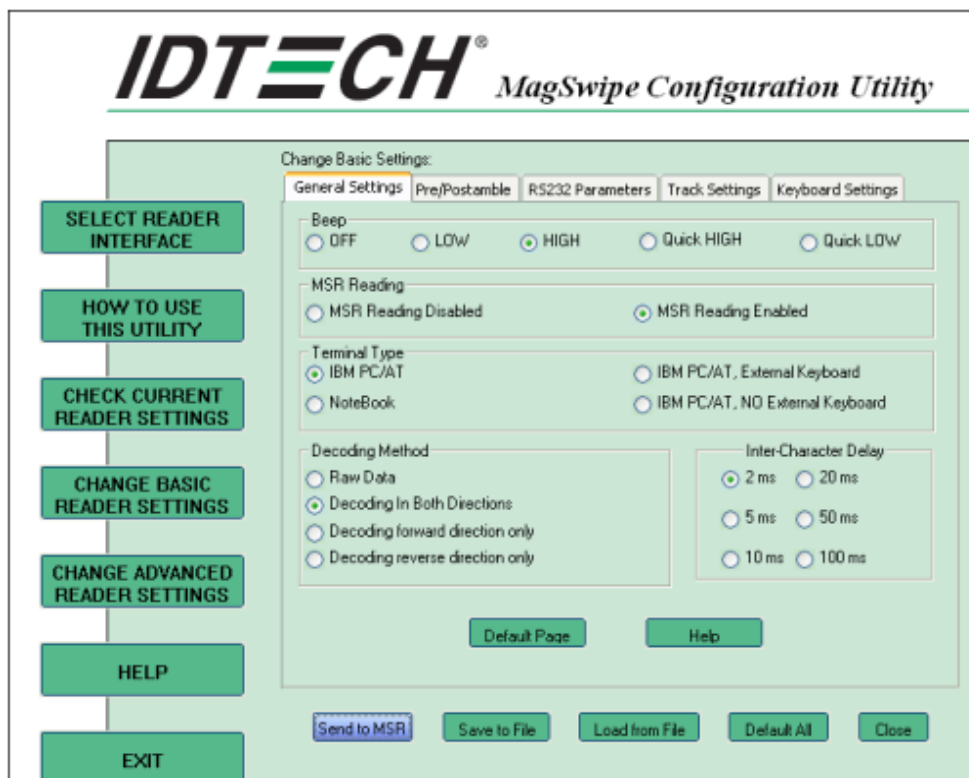 IDTECH®
MagSwipe Configuration Utility
Change Basic Settings:
General Settings Pre/Postamble RS232 Parameters Track Settings Keyboard Settings
SELECT READER
INTERFACE
HOW TO USE
THIS UTILITY
CHECK CURRENT
READER SETTINGS
CHANGE BASIC
READER SETTINGS
CHANGE ADVANCED
READER SETTINGS
HELP
EXIT
Beep
OFF LOW HIGH Quick HIGH Quick LOW
MSR Reading
MSR Reading Disabled MSR Reading Enabled
Terminal Type
IBM PC/AT IBM PC/AT, External Keyboard
NoteBook IBM PC/AT, NO External Keyboard
Decoding Method
Raw Data
Decoding In Both Directions
Decoding forward direction only
Decoding reverse direction only
Inter-Character Delay
2 ms 20 ms
5 ms 50 ms
10 ms 100 ms
Default Page Help
Send to MSR Save to File Load from File Default All Close